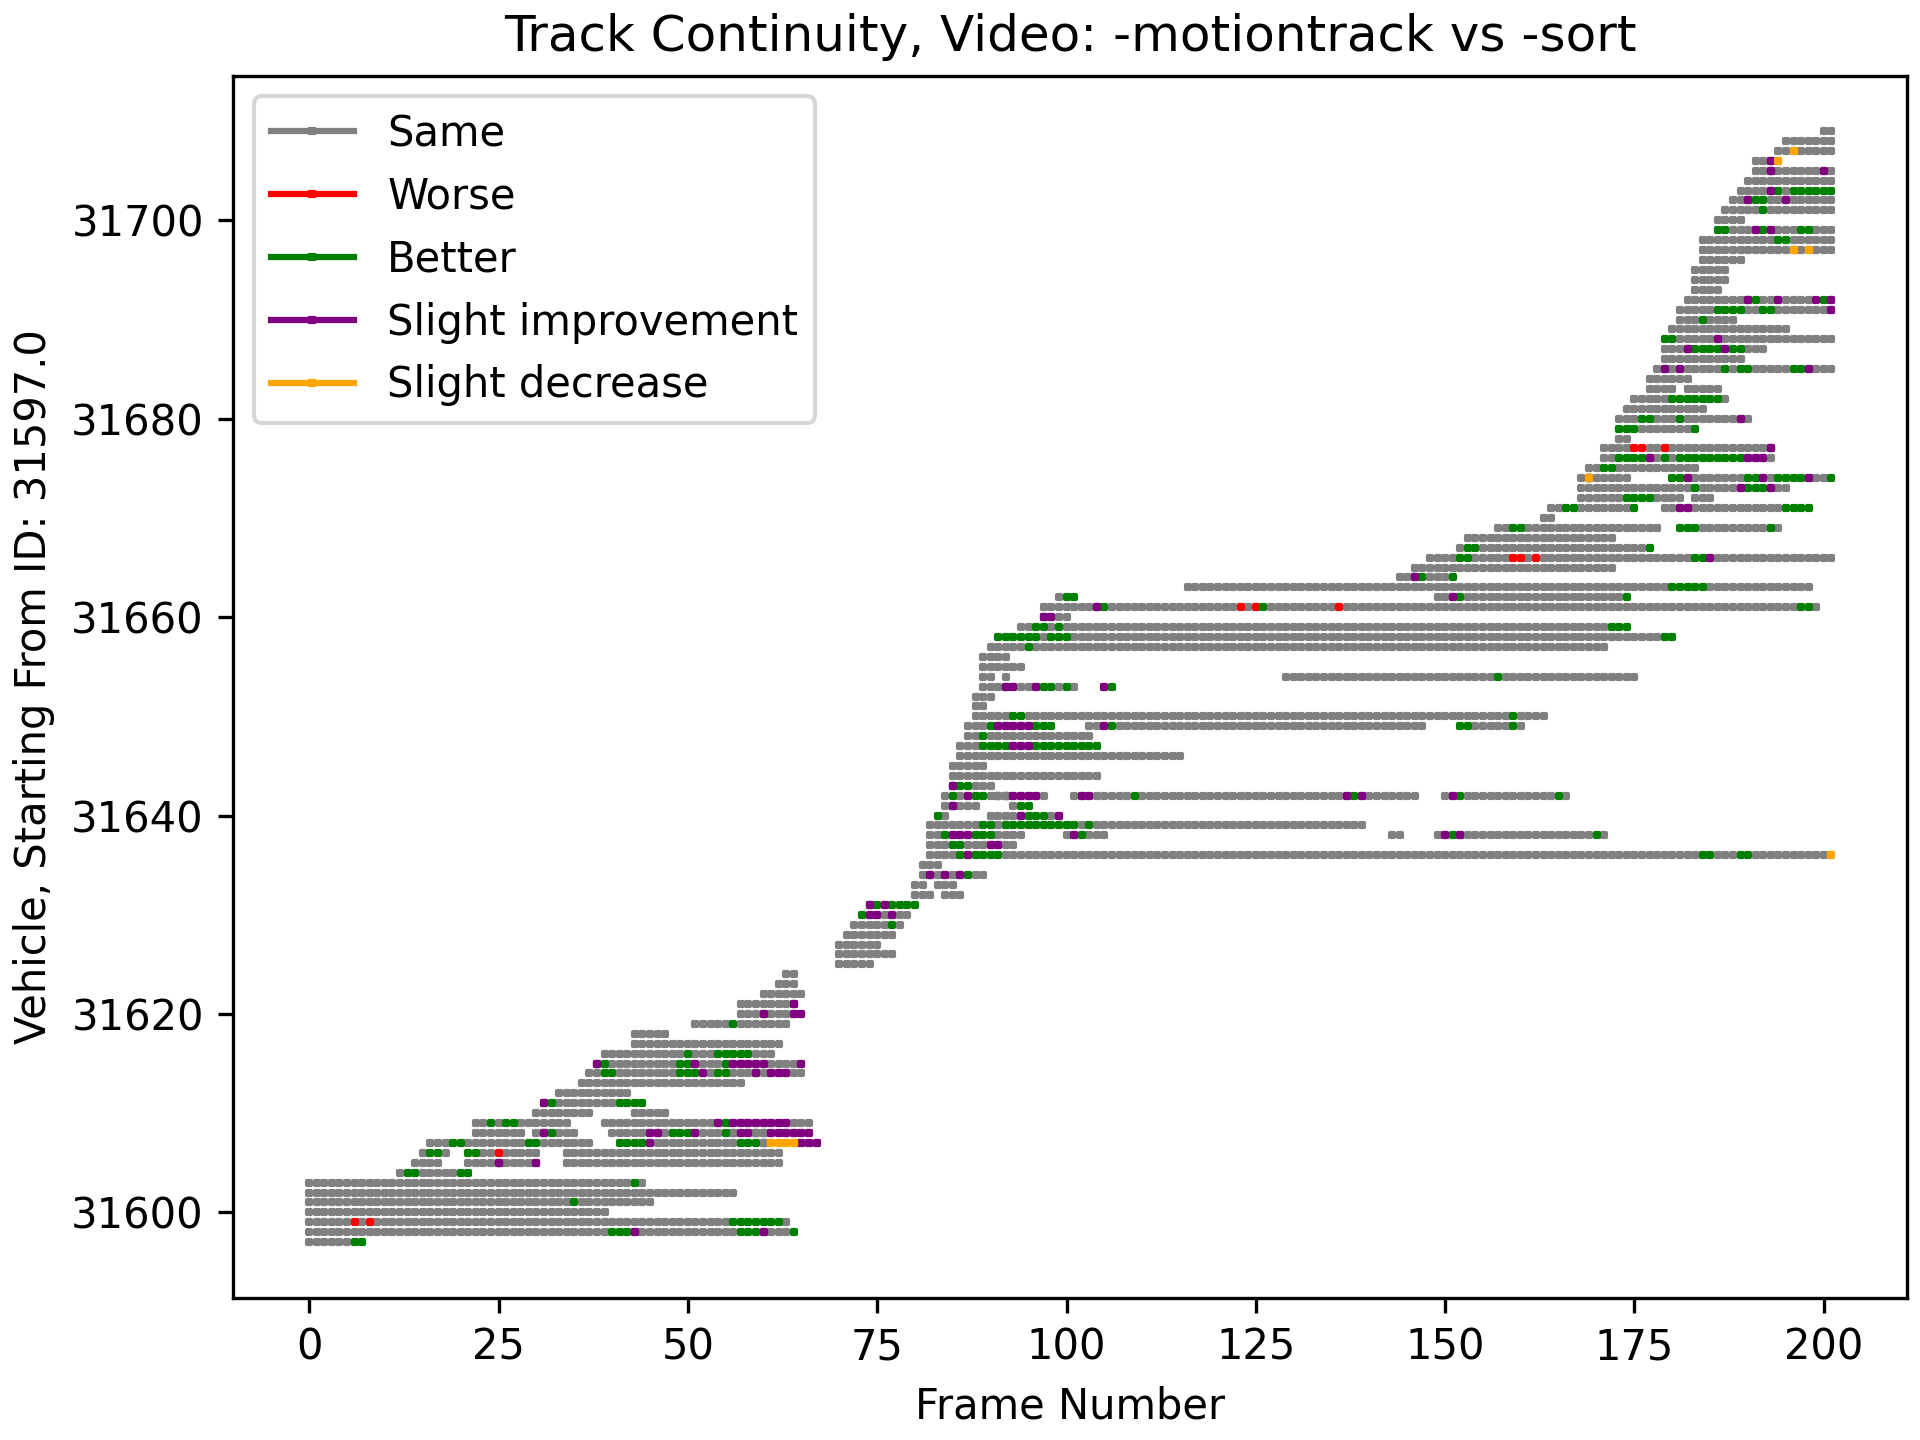 Track Continuity, Video: -motiontrack vs -sort
Same
Worse
Better
Slight improvement
Slight decrease
Vehicle, Starting From ID: 31597.0
31700
31680
31660
31640
31620
31600
0 25 50 75 100 125 150 175 200
Frame Number